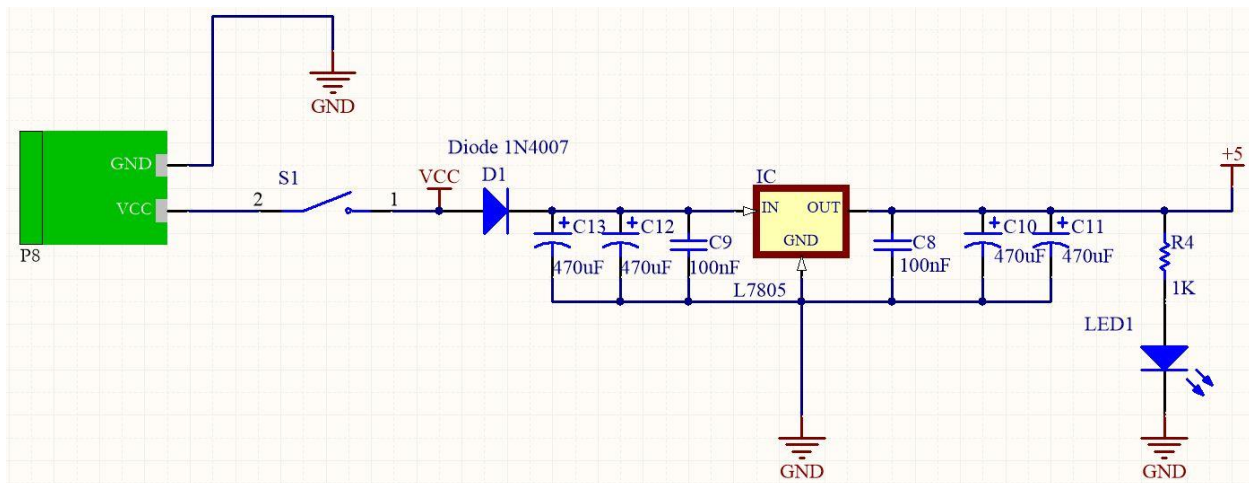 GND
GND
VCC
P8
S1
2
1
VCC
Diode 1N4007
D1
+
C13
470uF
+
C12
470uF
C9
100nF
IC
IN
OUT
GND
L7805
C8
100nF
+
C10
470uF
+
C11
470uF
+5
R4
1K
LED1
GND
GND